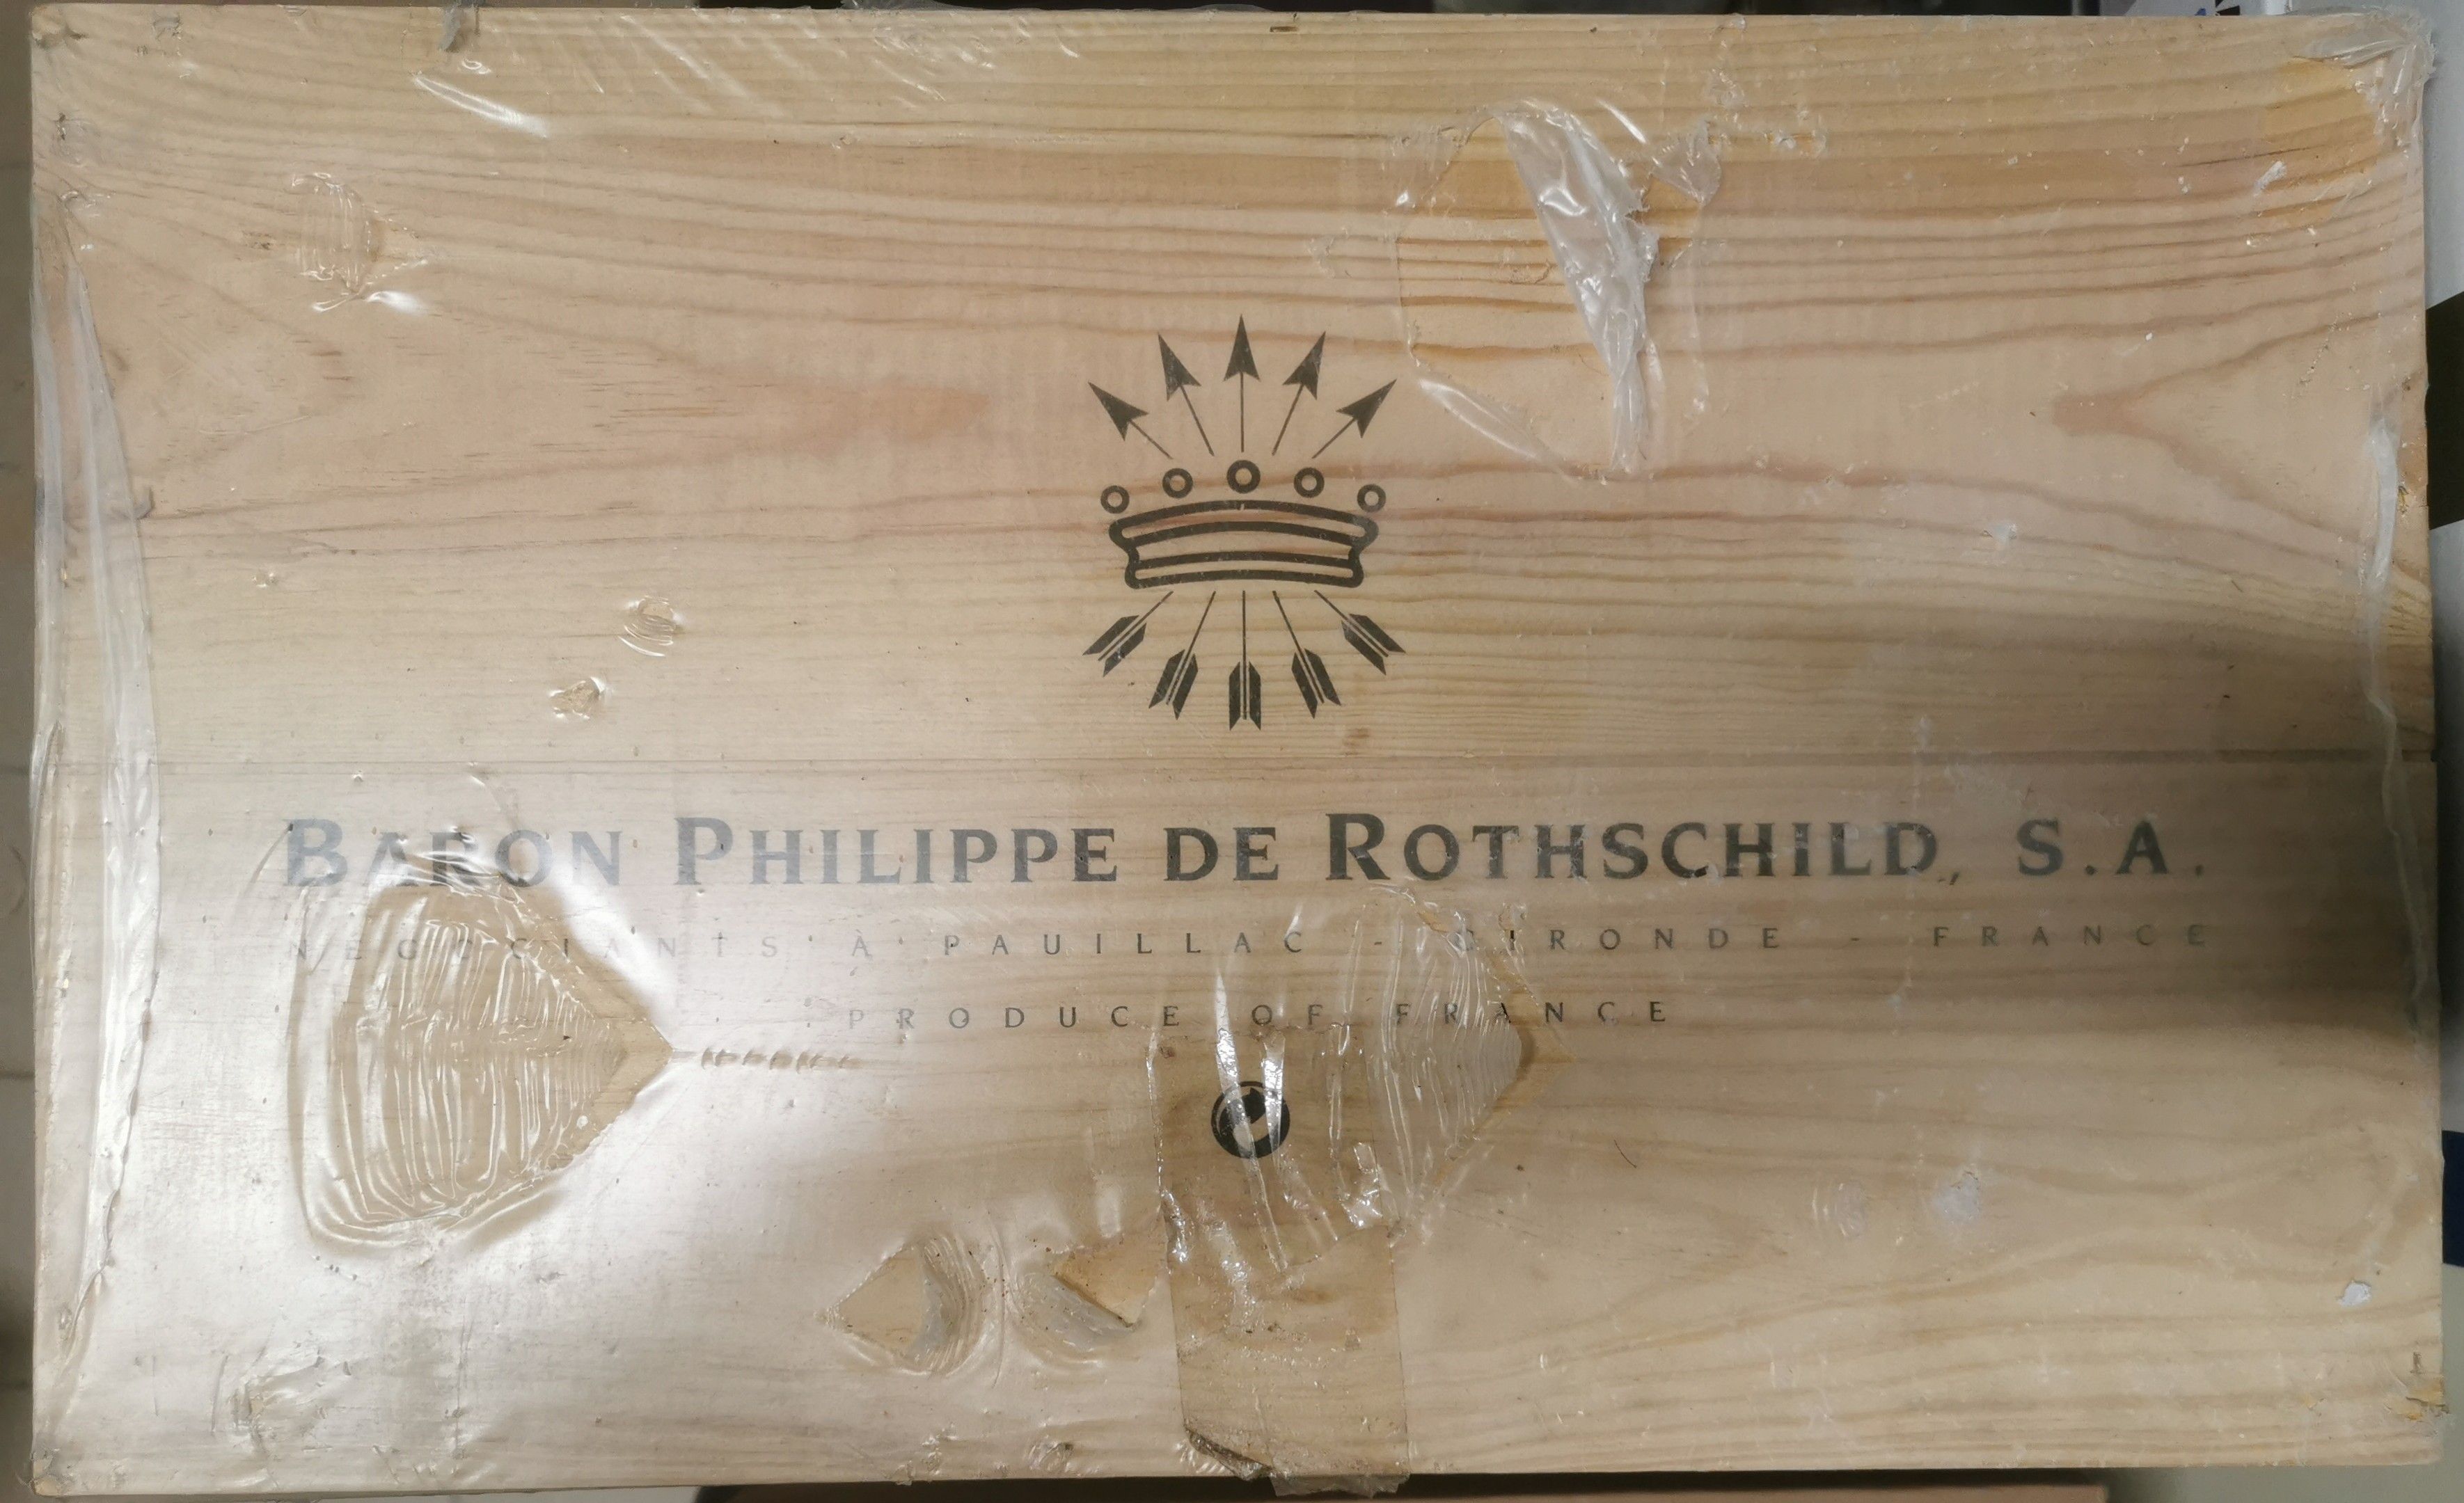 BARON PHILIPPE DE ROTHSCHILD, S.A.
NEGOCIANTS À PAUILLAC - GIRONDE - FRANCE
PRODUCE OF FRANCE